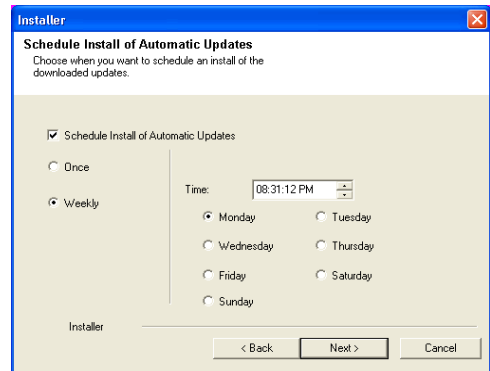 Installer
Schedule Install of Automatic Updates
Choose when you want to schedule an install of the
downloaded updates.
Schedule Install of Automatic Updates
Once
Weekly
Time: 08:31:12 PM
Monday Tuesday
Wednesday Thursday
Friday Saturday
Sunday
Installer
< Back Next > Cancel